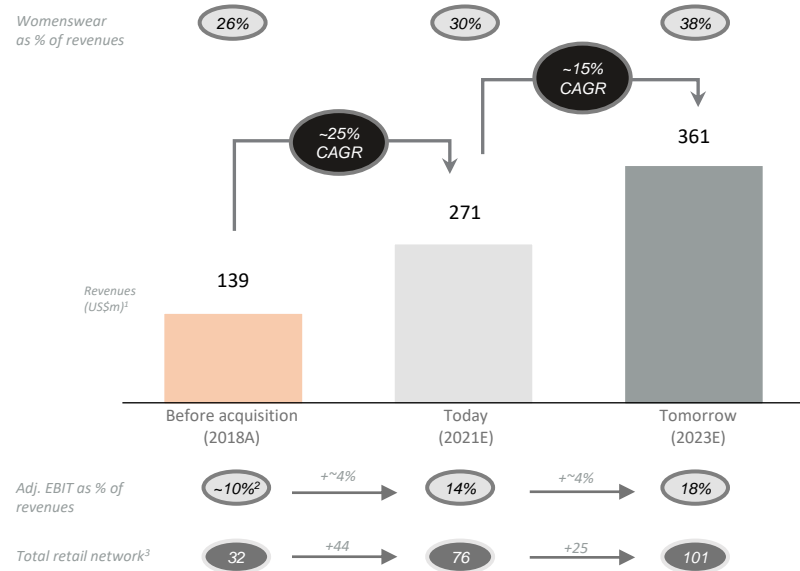 Womenswear
as % of revenues
26%
30%
38%
~15%
CAGR
~25%
CAGR
361
271
139
Revenues
(US$m)¹
Before acquisition
(2018A)
Today
(2021E)
Tomorrow
(2023E)
Adj. EBIT as % of
revenues
~10%²
+~4%
14%
+~4%
18%
Total retail network³
32
+44
76
+25
101